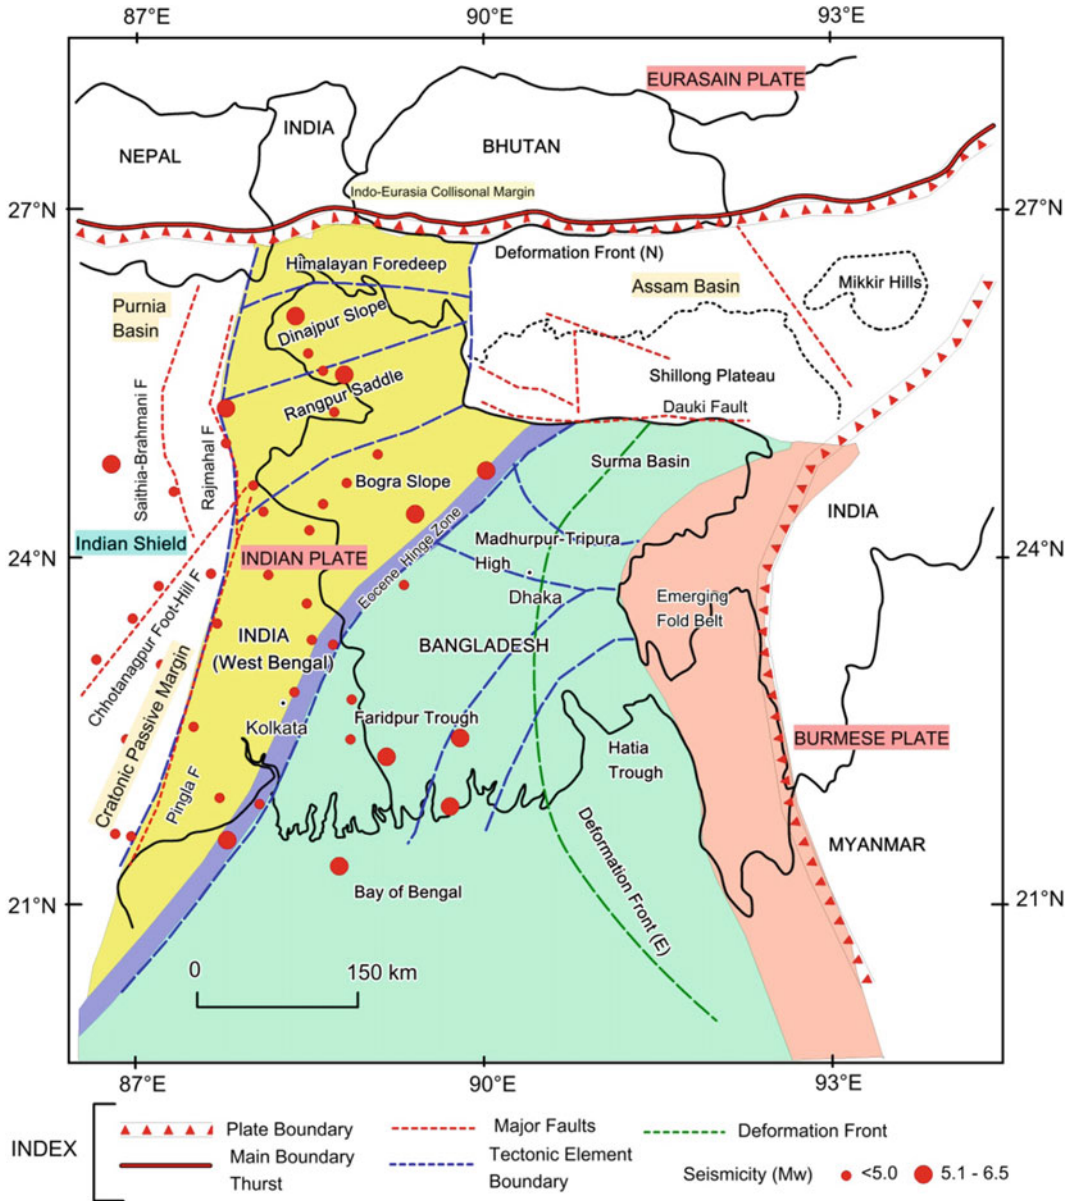 87°E
90°E
93°E
EURASAIN PLATE
INDIA
NEPAL
BHUTAN
Indo-Eurasia Collisonal Margin
27°N
27°N
Deformation Front (N)
Himalayan Foredeep
Purnia
Basin
Assam Basin
Mikkir Hills
Dinajpur Slope
Shillong Plateau
Rangpur Saddle
Dauki Fault
Saithia-Brahmani F
Rajmahal F
Surma Basin
Bogra Slope
INDIA
Indian Shield
INDIAN PLATE
Eocene Hinge Zone
Madhurpur-Tripura
High
24°N
24°N
Dhaka
Emerging
Fold Belt
Chhotanagpur Foot-Hill F
INDIA
(West Bengal)
BANGLADESH
Cratonic Passive Margin
Kolkata
Faridpur Trough
Hatia
Trough
BURMESE PLATE
Pingla F
MYANMAR
Deformation Front (E)
Bay of Bengal
21°N
21°N
0
150 km
87°E
90°E
93°E
INDEX
Plate Boundary
Major Faults
Deformation Front
Main Boundary
Thurst
Tectonic Element
Boundary
Seismicity (Mw)
<5.0
5.1 - 6.5